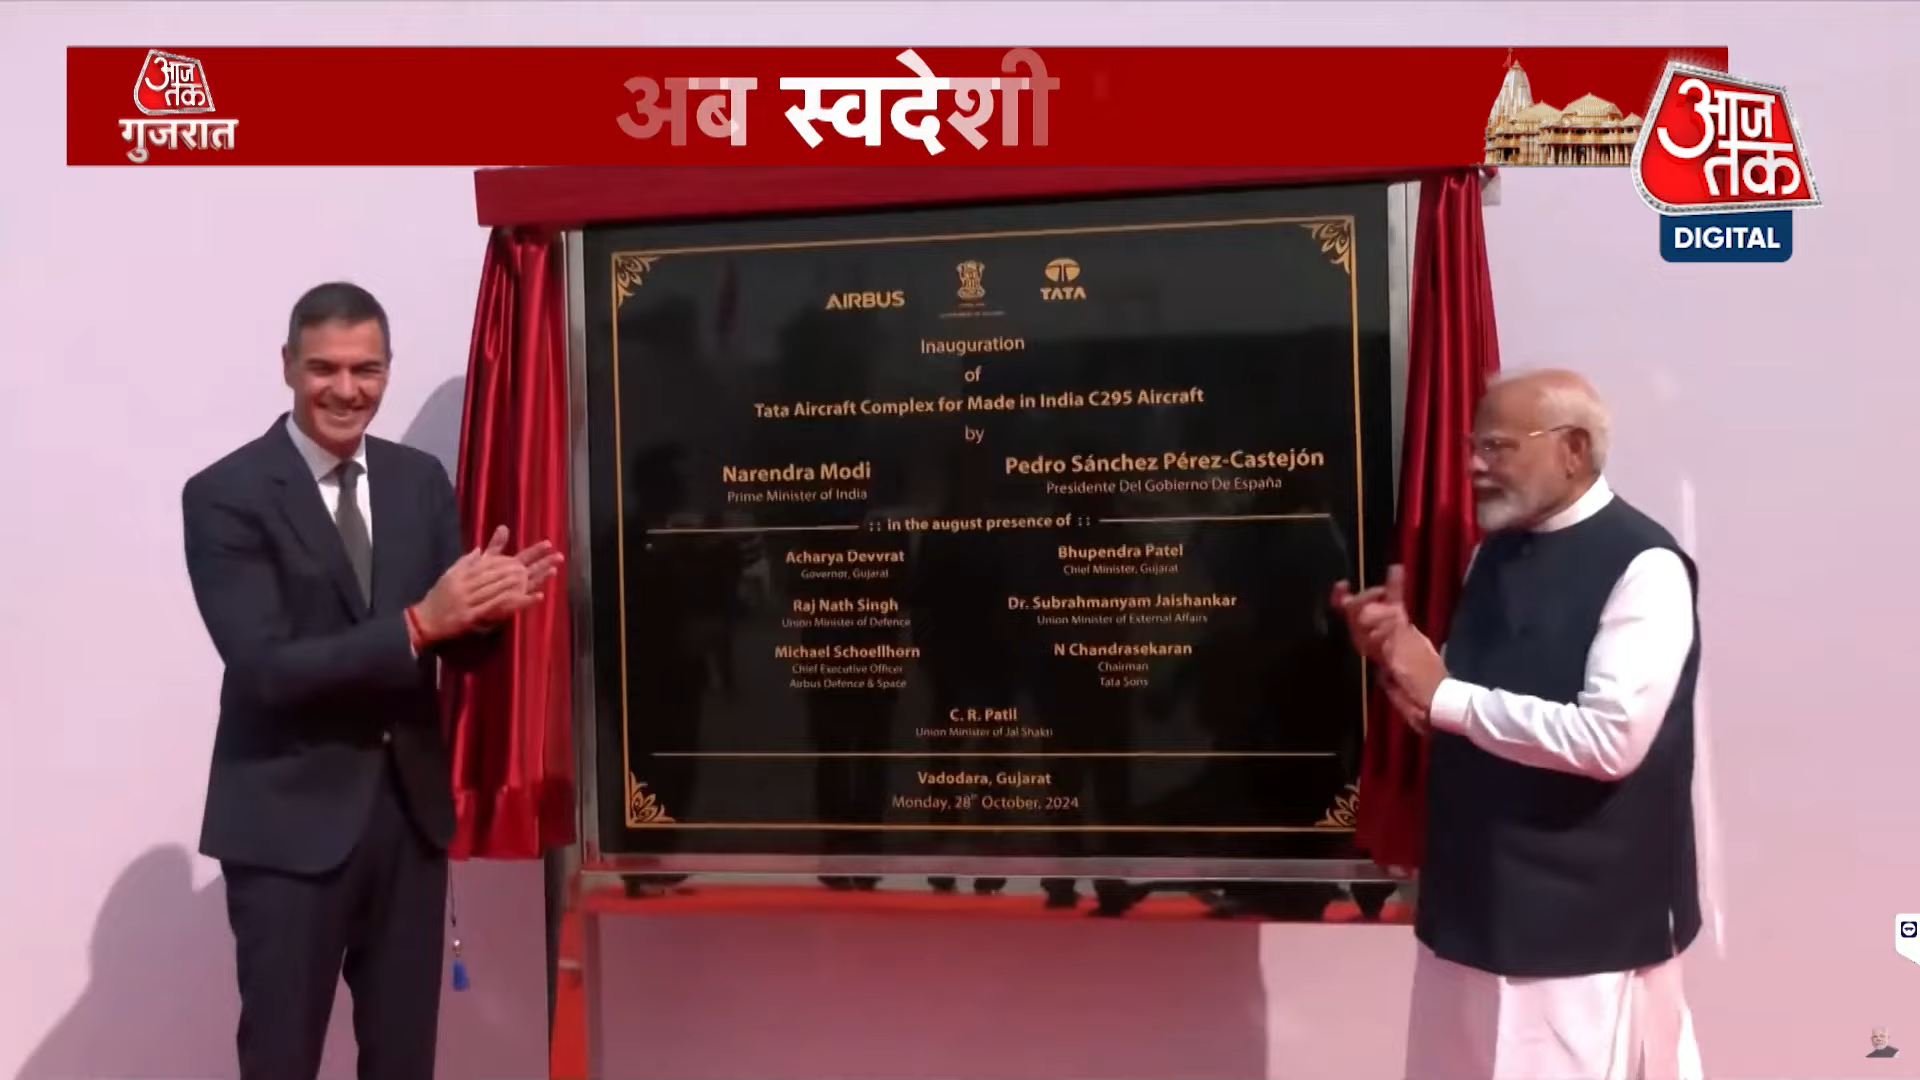 आज
तक
गुजरात
अब स्वदेशी
आज
तक
DIGITAL
AIRBUS
TATA
Inauguration
of
Tata Aircraft Complex for Made in India C295 Aircraft
by
Narendra Modi
Prime Minister of India
Pedro Sánchez Pérez-Castejón
Presidente Del Gobierno De España
:: in the august presence of ::
Acharya Devvrat
Governor, Gujarat
Bhupendra Patel
Chief Minister, Gujarat
Raj Nath Singh
Union Minister of Defence
Dr. Subrahmanyam Jaishankar
Union Minister of External Affairs
Michael Schoellhorn
Chief Executive Officer
Airbus Defence & Space
N Chandrasekaran
Chairman
Tata Sons
C. R. Patil
Union Minister of Jal Shakti
Vadodara, Gujarat
Monday, 28th October, 2024